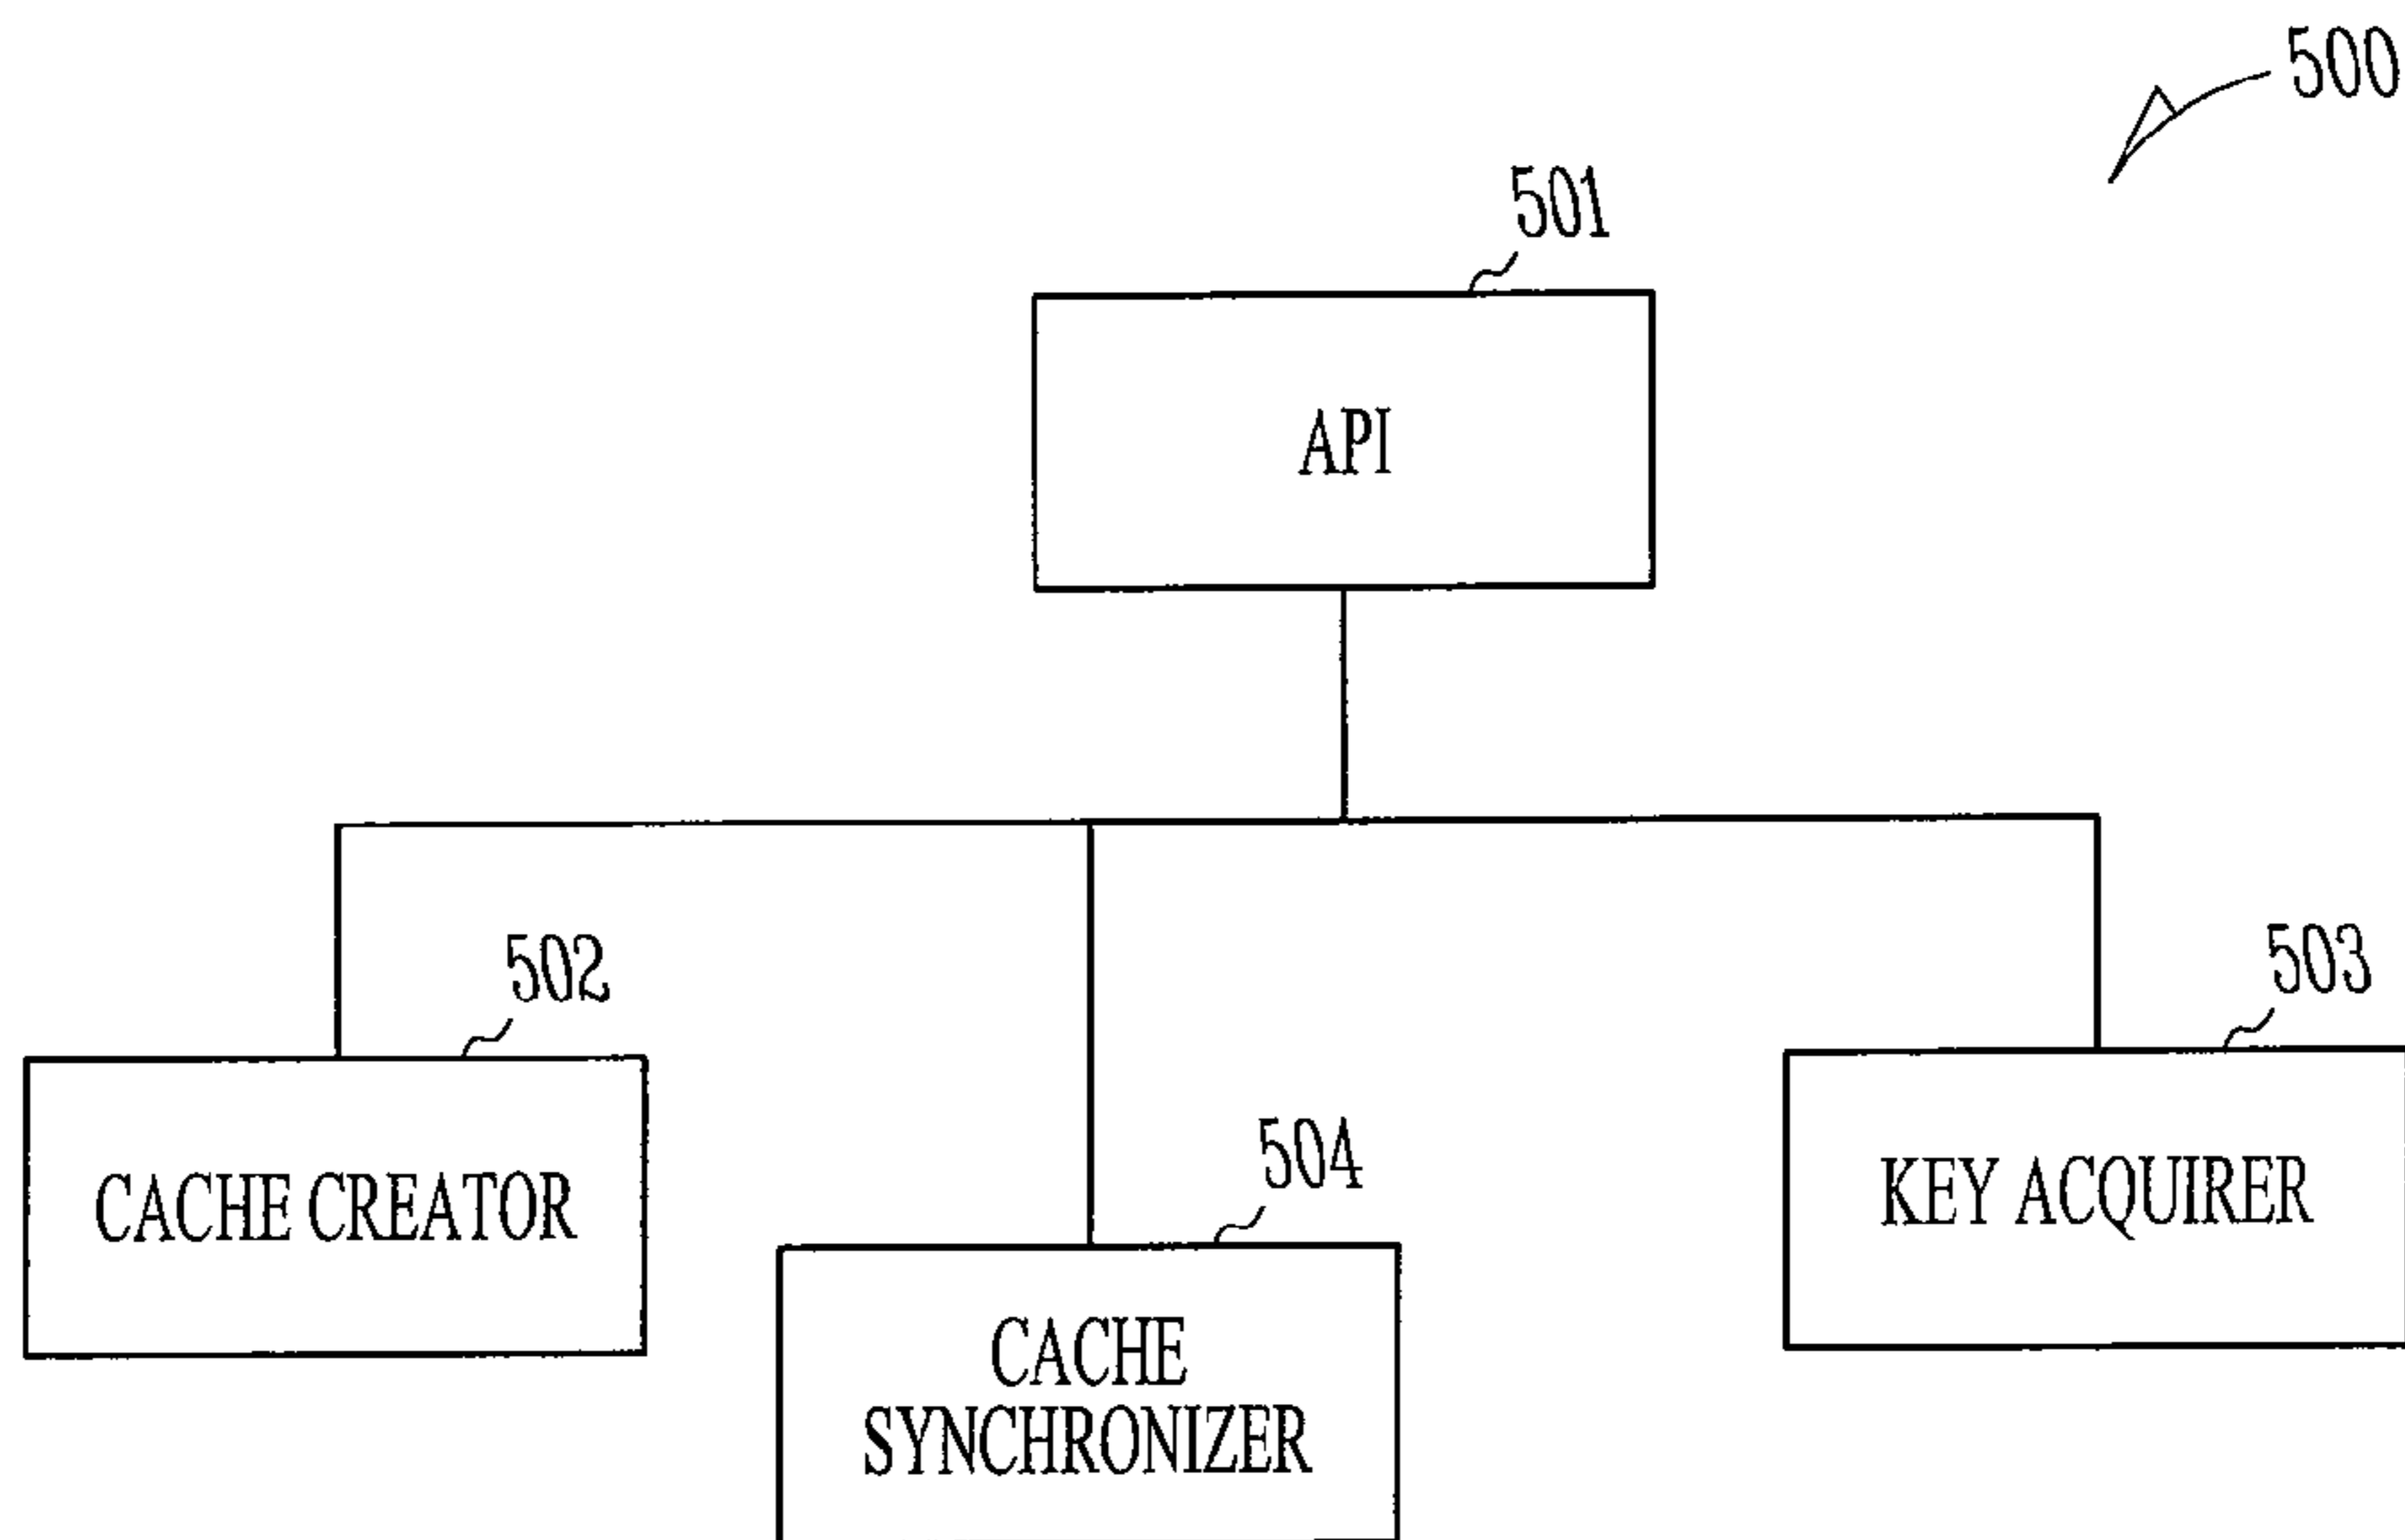 500
501
API
502
503
CACHE CREATOR
504
KEY ACQUIRER
CACHE
SYNCHRONIZER